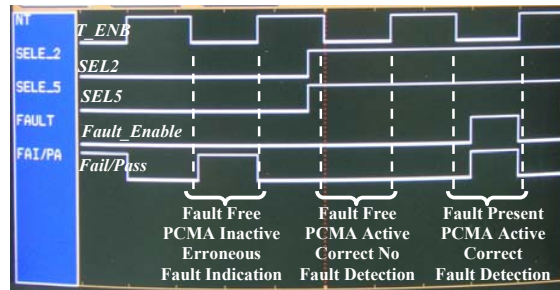 NT
T_ENB
SELE_2
SEL2
SELE_5
SEL5
FAULT
Fault_Enable
FAI/PA
Fail/Pass
Fault Free
PCMA Inactive
Erroneous
Fault Indication
Fault Free
PCMA Active
Correct No
Fault Detection
Fault Present
PCMA Active
Correct
Fault Detection